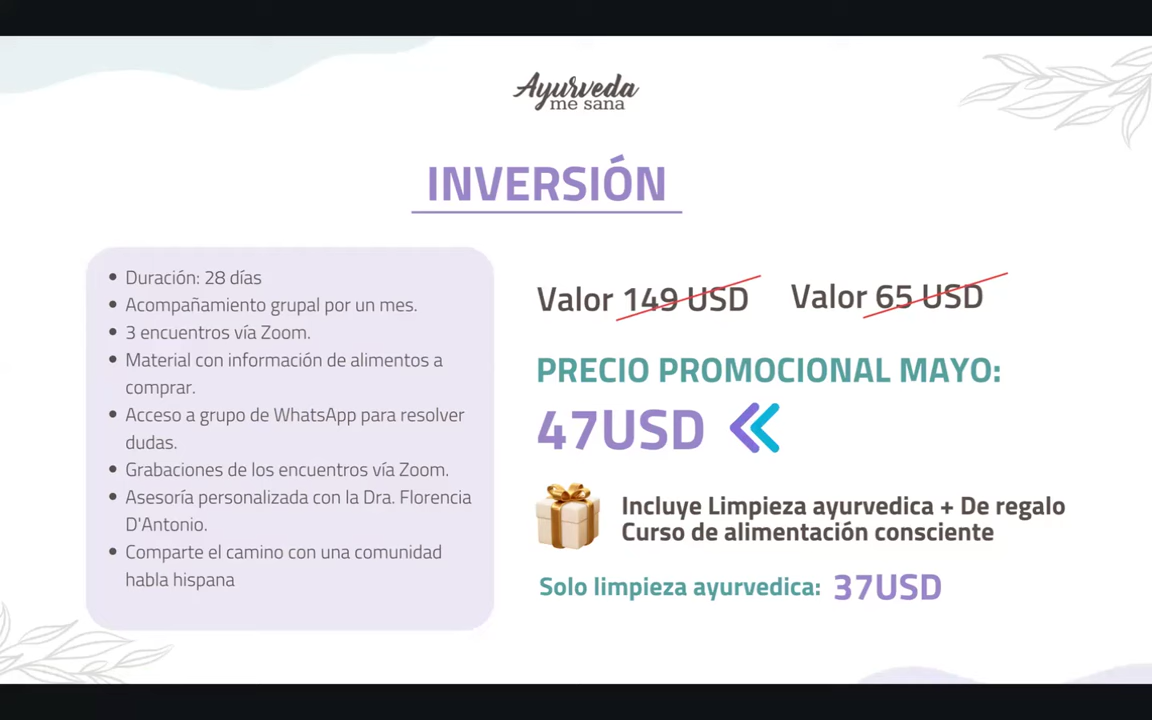 Ayurveda
me sana
INVERSIÓN
Duración: 28 días
Acompañamiento grupal por un mes.
3 encuentros vía Zoom.
Material con información de alimentos a
comprar.
Acceso a grupo de WhatsApp para resolver
dudas.
Grabaciones de los encuentros vía Zoom.
Asesoría personalizada con la Dra. Florencia
D'Antonio.
Comparte el camino con una comunidad
habla hispana
Valor 149 USD
Valor 65 USD
PRECIO PROMOCIONAL MAYO:
47USD
Incluye Limpieza ayurvedica + De regalo
Curso de alimentación consciente
Solo limpieza ayurvedica: 37USD